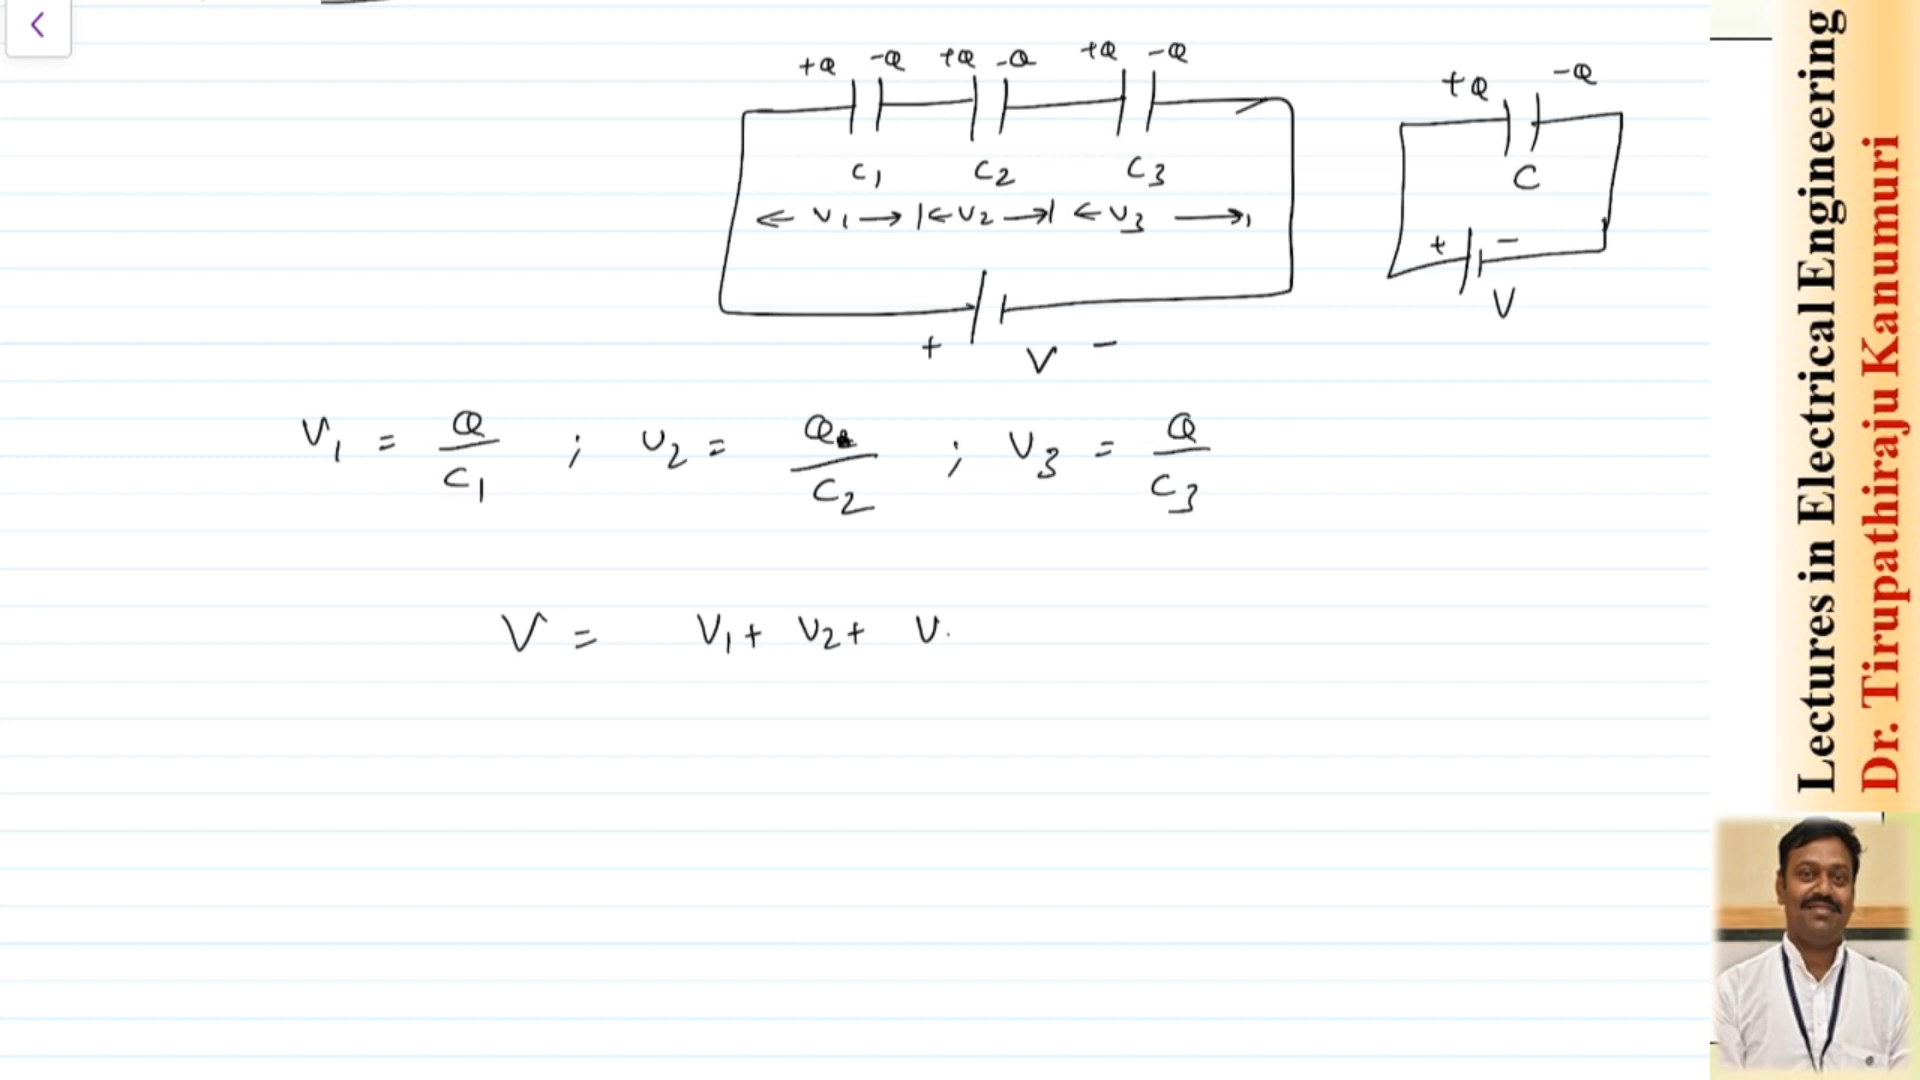 +Q -Q +Q -Q +Q -Q
C1 C2 C3
← V1 → |← V2 →| ← V3 →
+ V -
+Q -Q
C
+ -
V
V1 = Q/C1 ; V2 = Q/C2 ; V3 = Q/C3
V = V1 + V2 + V
Lectures in Electrical Engineering
Dr. Tirupathiraju Kanumuri